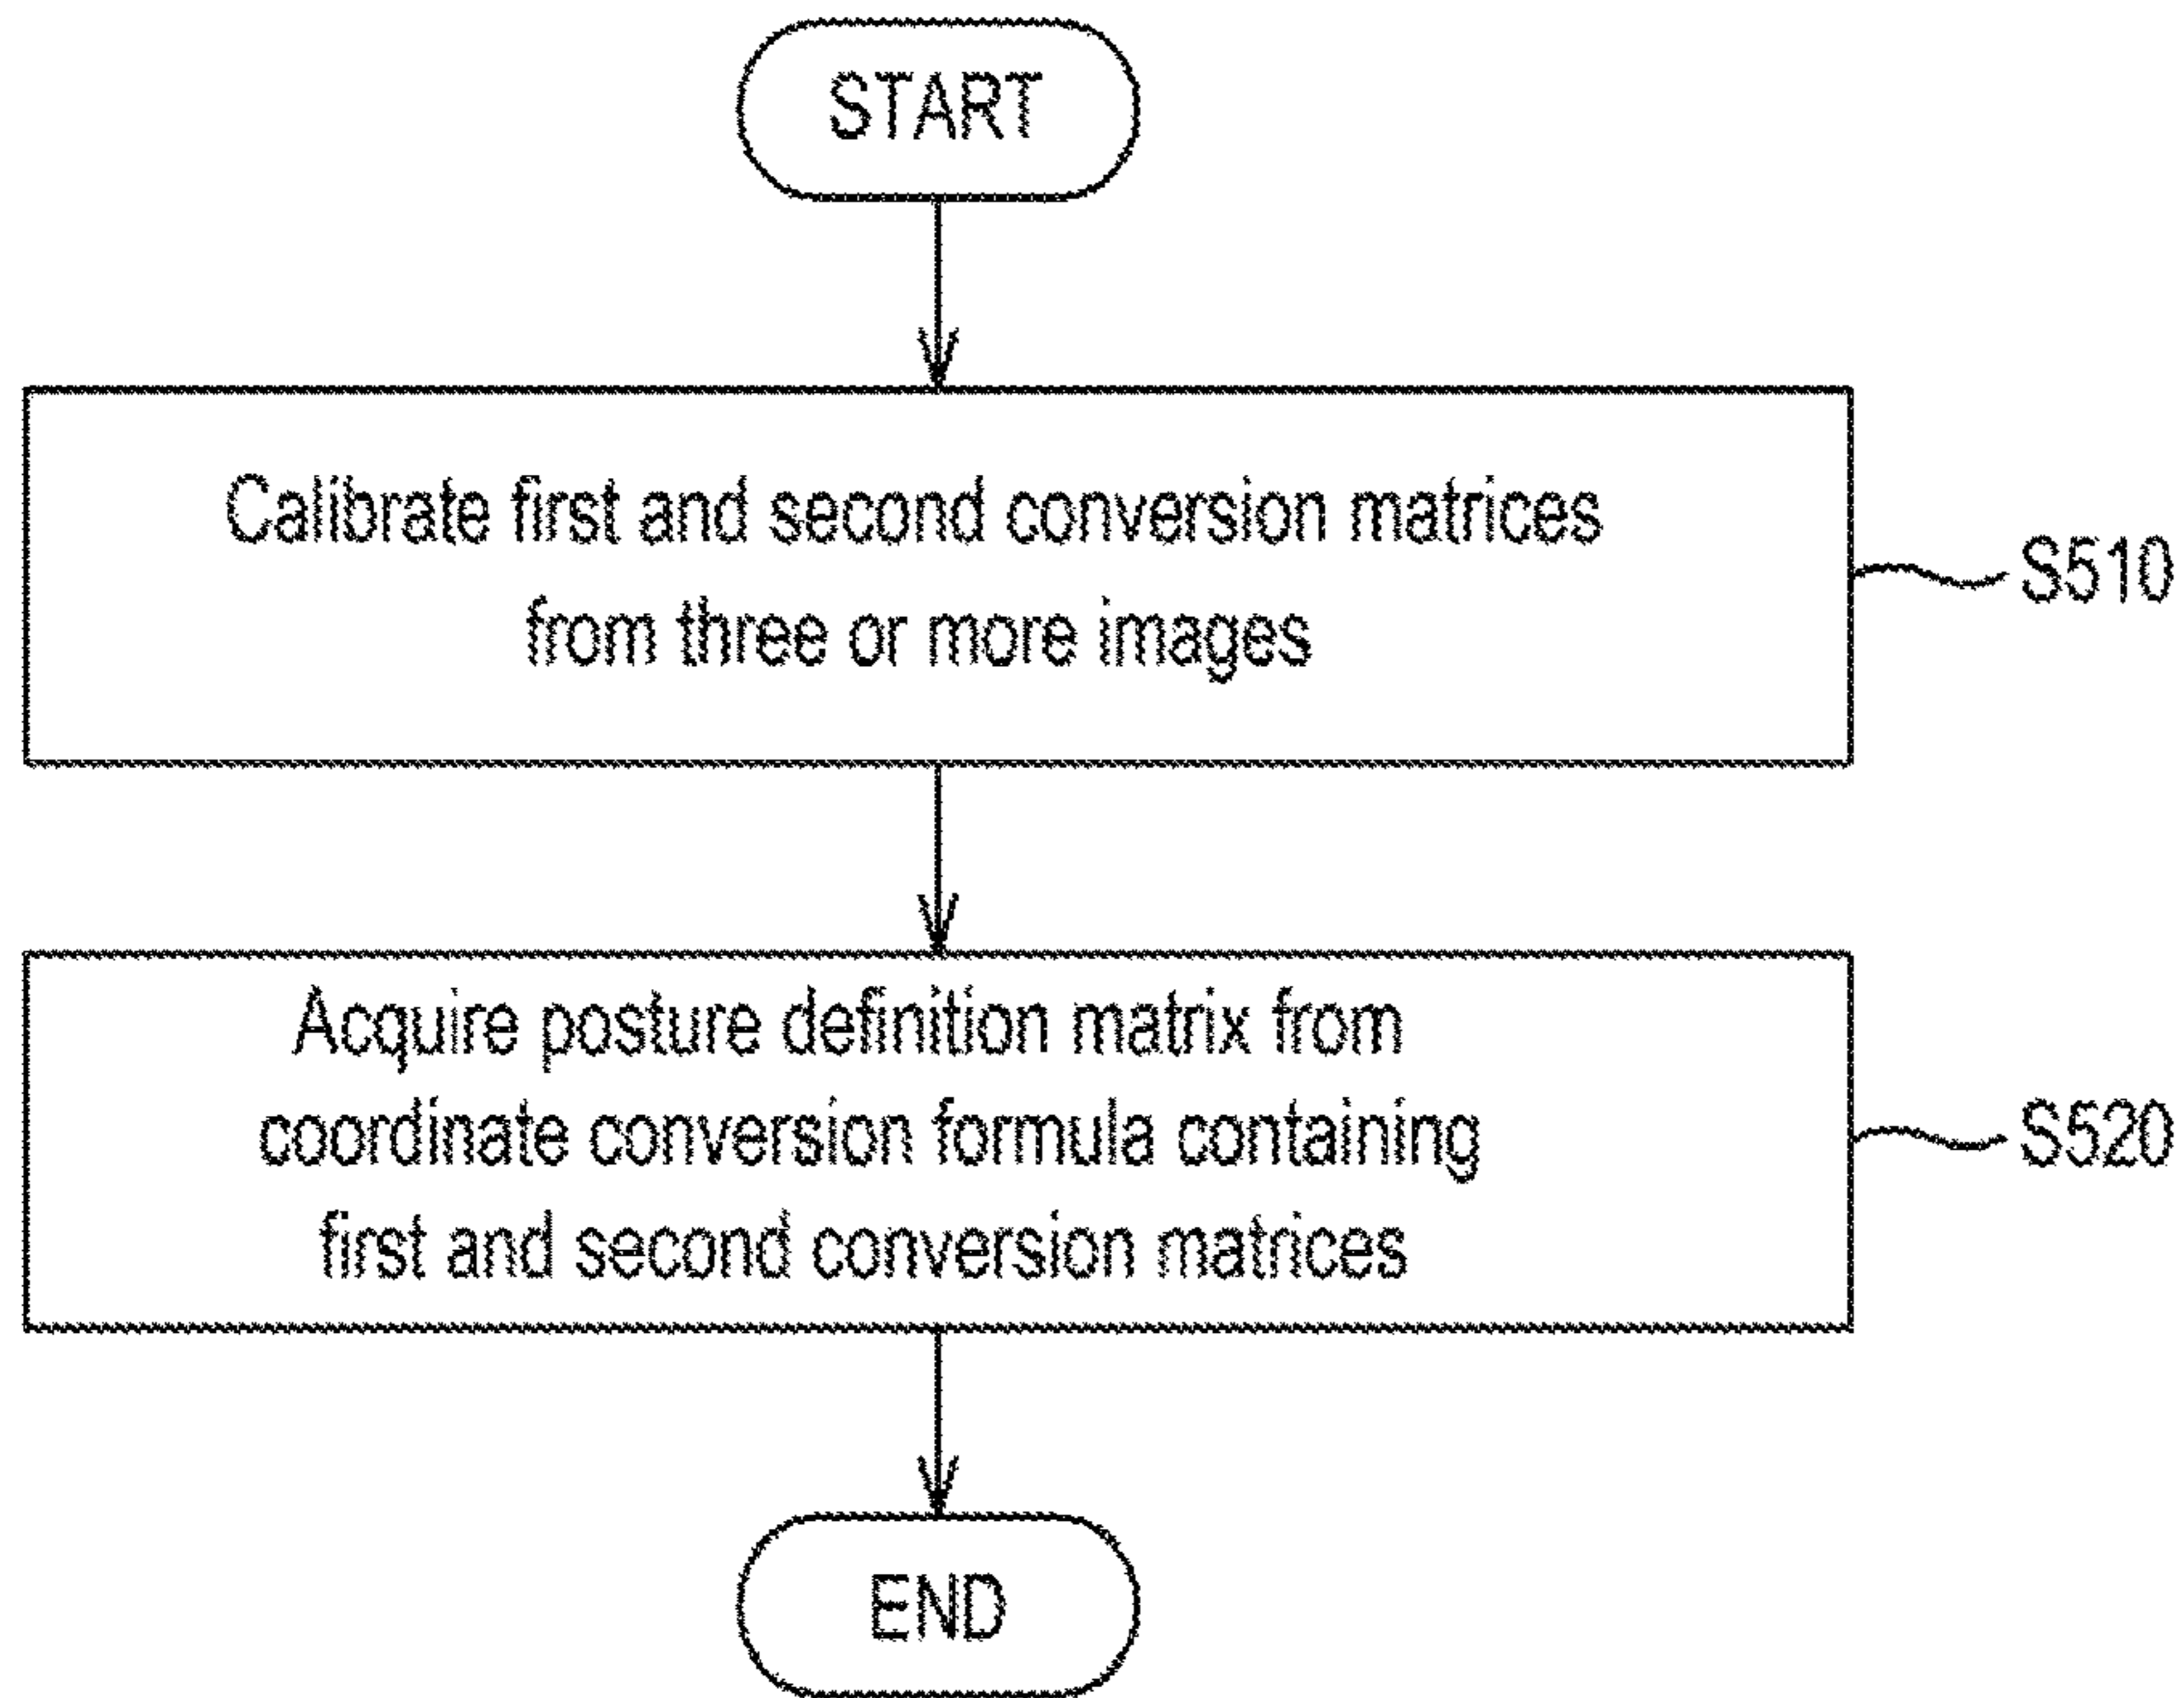 START
Calibrate first and second conversion matrices
from three or more images
S510
Acquire posture definition matrix from
coordinate conversion formula containing
first and second conversion matrices
S520
END